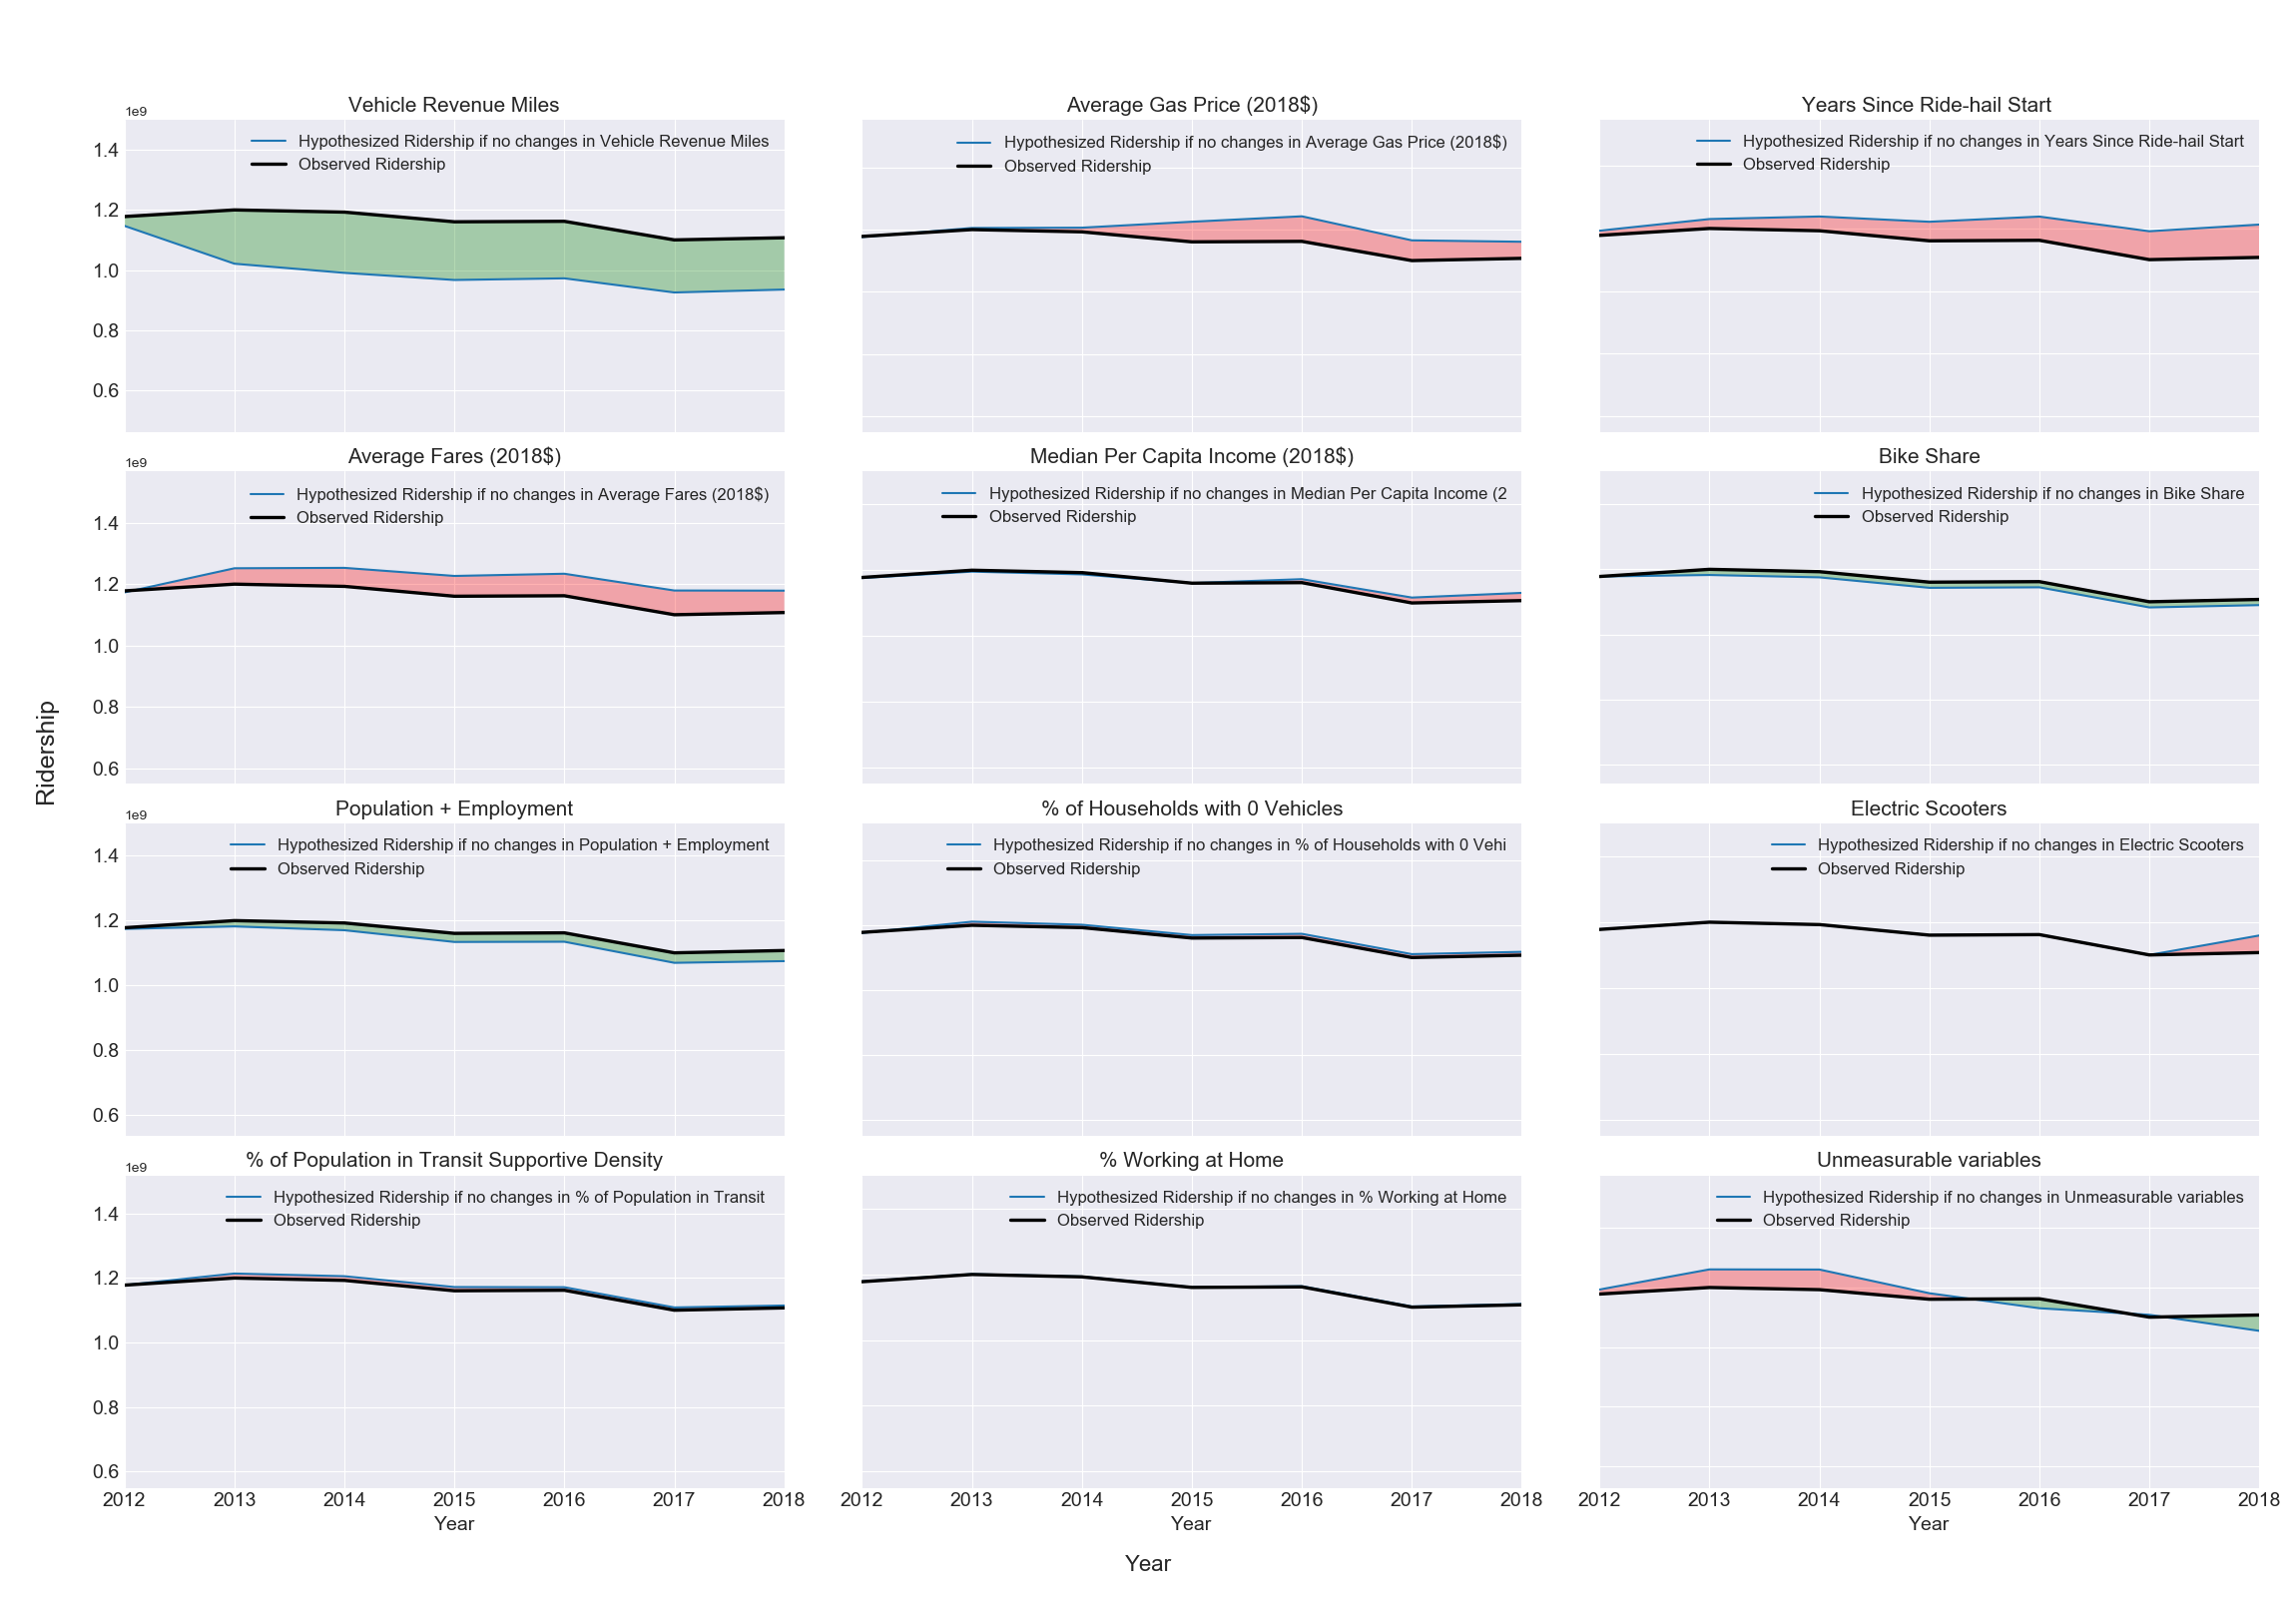 Vehicle Revenue Miles
1e9
Hypothesized Ridership if no changes in Vehicle Revenue Miles
Observed Ridership
1.4
1.2
1.0
0.8
0.6
Average Gas Price (2018$)
Hypothesized Ridership if no changes in Average Gas Price (2018$)
Observed Ridership
Years Since Ride-hail Start
Hypothesized Ridership if no changes in Years Since Ride-hail Start
Observed Ridership
Average Fares (2018$)
1e9
Hypothesized Ridership if no changes in Average Fares (2018$)
Observed Ridership
1.4
1.2
1.0
0.8
0.6
Median Per Capita Income (2018$)
Hypothesized Ridership if no changes in Median Per Capita Income (2
Observed Ridership
Bike Share
Hypothesized Ridership if no changes in Bike Share
Observed Ridership
Ridership
Population + Employment
1e9
Hypothesized Ridership if no changes in Population + Employment
Observed Ridership
1.4
1.2
1.0
0.8
0.6
% of Households with 0 Vehicles
Hypothesized Ridership if no changes in % of Households with 0 Vehi
Observed Ridership
Electric Scooters
Hypothesized Ridership if no changes in Electric Scooters
Observed Ridership
% of Population in Transit Supportive Density
1e9
Hypothesized Ridership if no changes in % of Population in Transit
Observed Ridership
1.4
1.2
1.0
0.8
0.6
2012 2013 2014 2015 2016 2017 2018
Year
% Working at Home
Hypothesized Ridership if no changes in % Working at Home
Observed Ridership
2012 2013 2014 2015 2016 2017 2018
Year
Unmeasurable variables
Hypothesized Ridership if no changes in Unmeasurable variables
Observed Ridership
2012 2013 2014 2015 2016 2017 2018
Year
Year